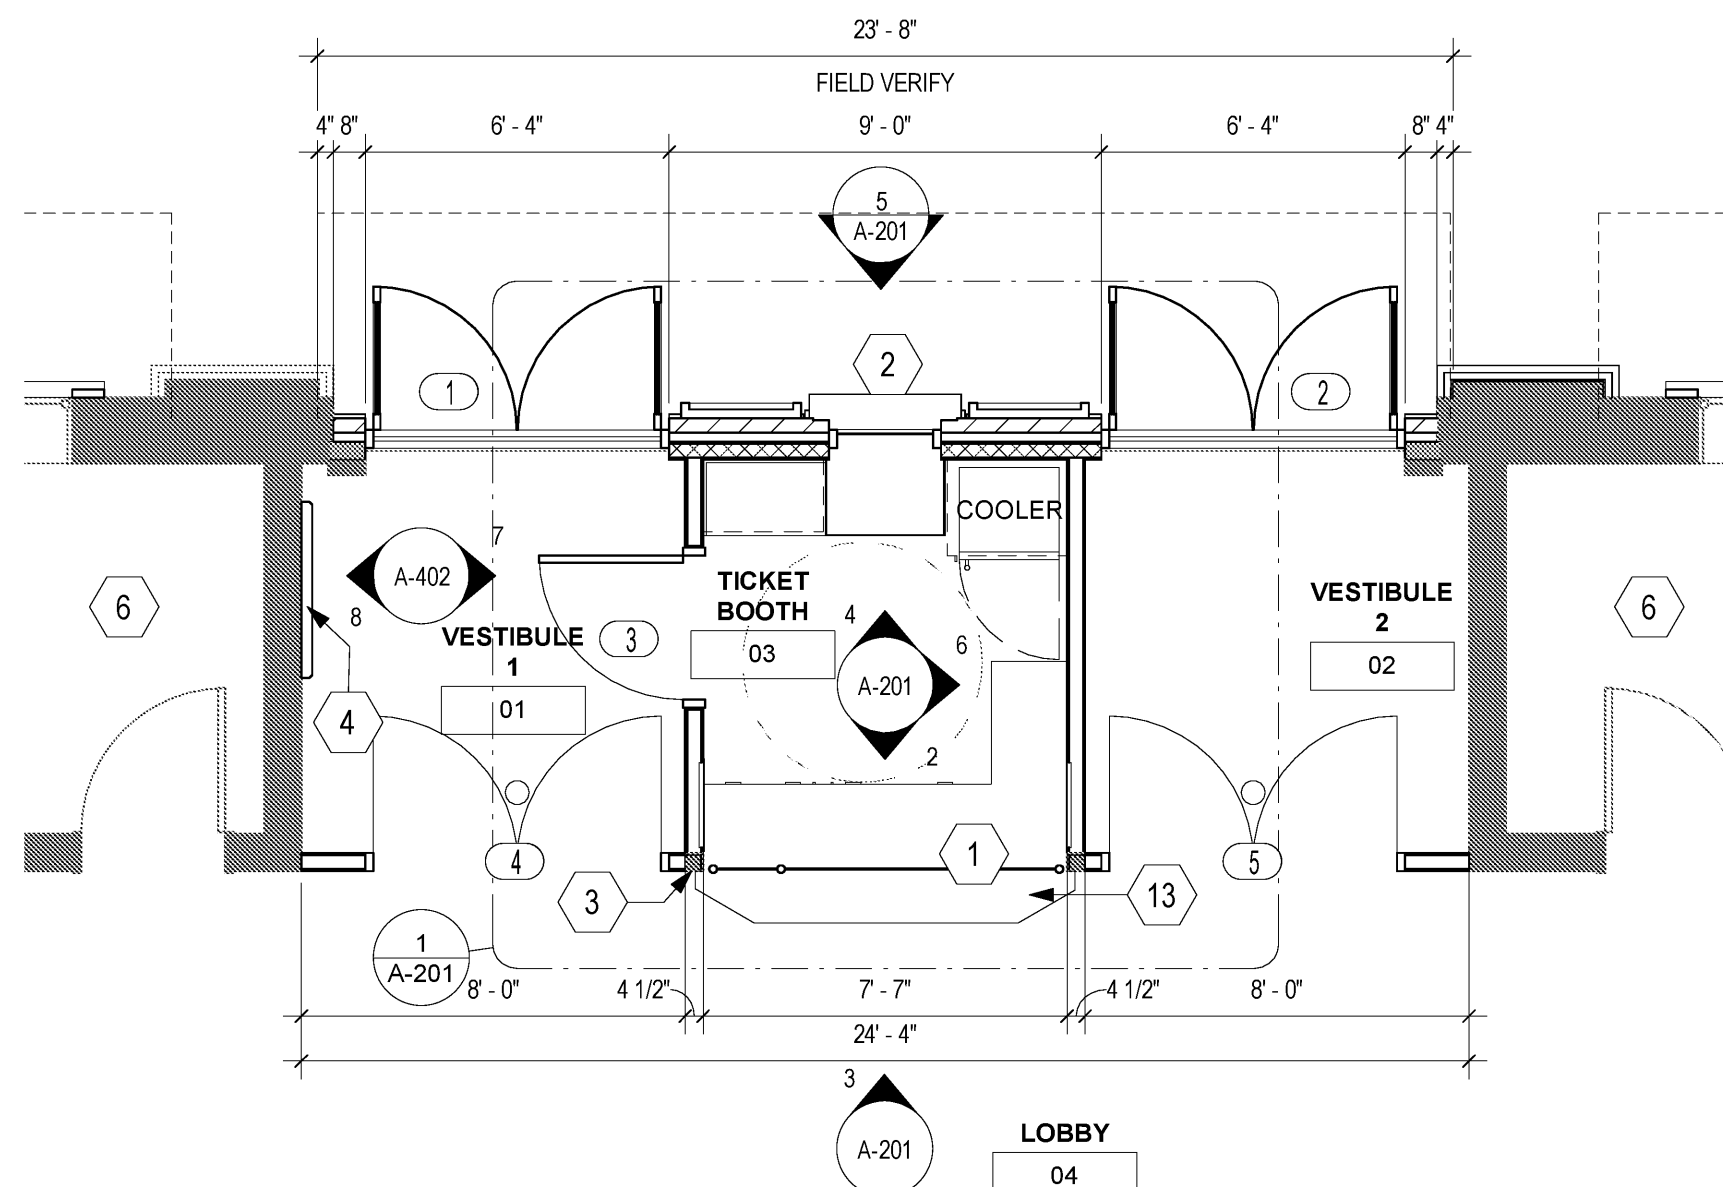 23' - 8"
FIELD VERIFY
4" 8" 6' - 4" 9' - 0" 6' - 4" 8" 4"
5
A-201
2
1
2
COOLER
7
A-402
8
6
TICKET
BOOTH
03
4
6
A-201
2
VESTIBULE
1
01
3
VESTIBULE
2
02
6
4
4
1
5
3
13
1
A-201
8' - 0" 4 1/2" 7' - 7" 4 1/2" 8' - 0"
24' - 4"
3
A-201
LOBBY
04